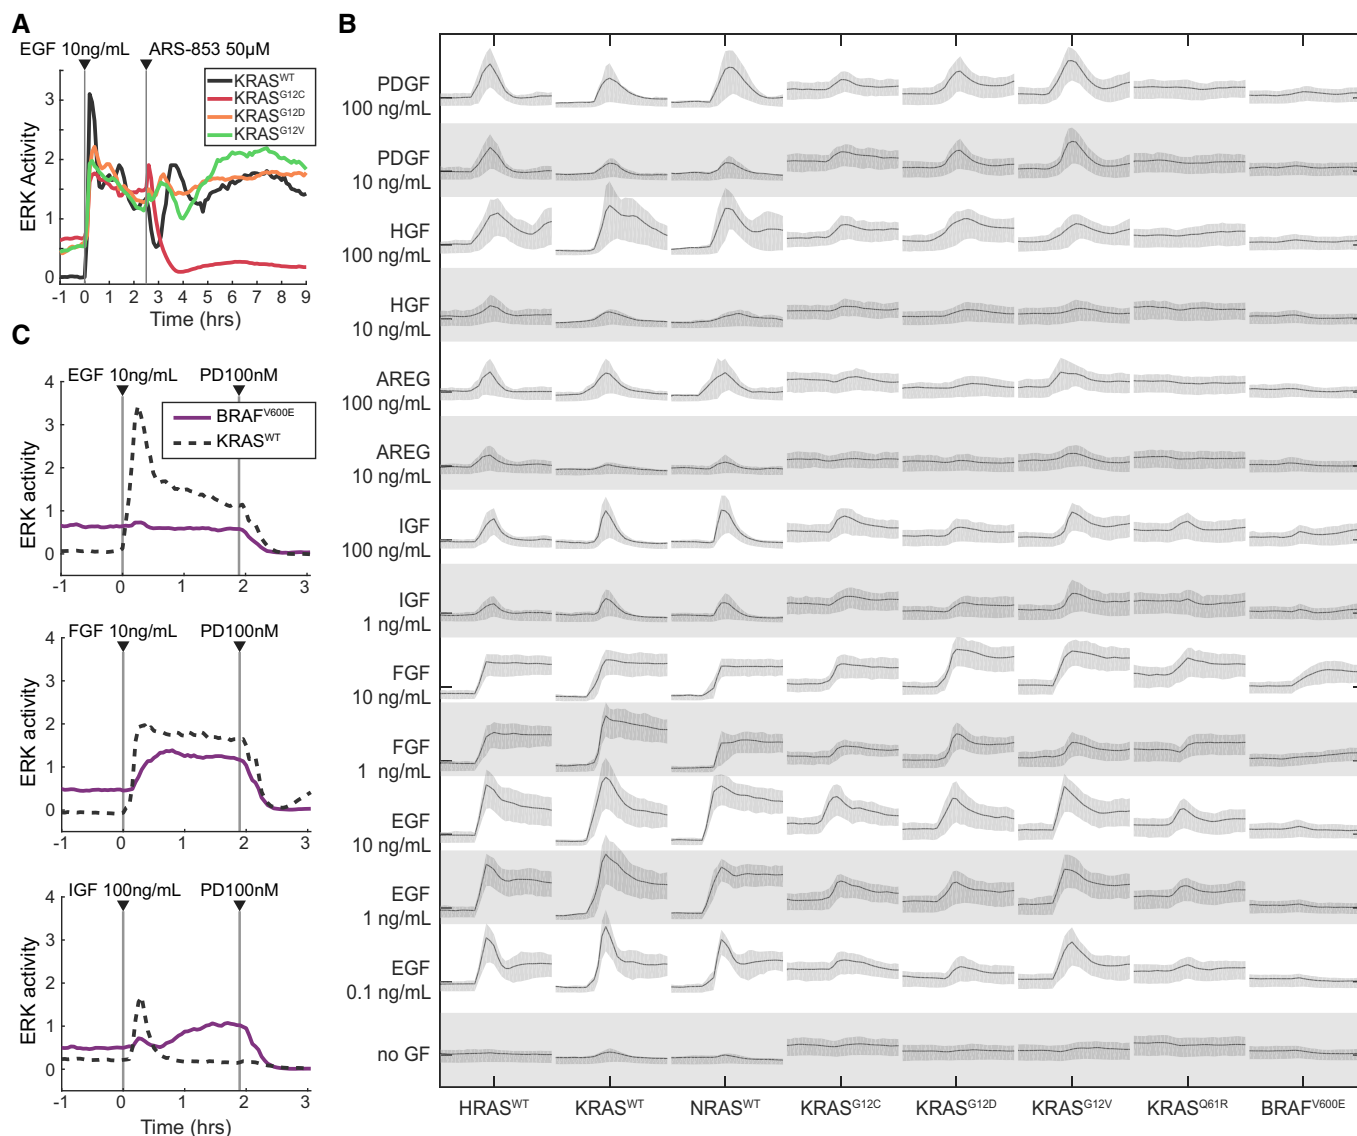 A
EGF 10ng/mL ARS-853 50µM
KRASWT
KRASG12C
KRASG12D
KRASG12V
ERK Activity
3
2
1
0
-1 0 1 2 3 4 5 6 7 8 9
Time (hrs)
B
PDGF
100 ng/mL
PDGF
10 ng/mL
HGF
100 ng/mL
HGF
10 ng/mL
AREG
100 ng/mL
AREG
10 ng/mL
IGF
100 ng/mL
IGF
1 ng/mL
FGF
10 ng/mL
FGF
1 ng/mL
EGF
10 ng/mL
EGF
1 ng/mL
EGF
0.1 ng/mL
no GF
HRASWT KRASWT NRASWT KRASG12C KRASG12D KRASG12V KRASQ61R BRAFV600E
C
EGF 10ng/mL PD100nM
BRAFV600E
KRASWT
ERK activity
4
3
2
1
0
-1 0 1 2 3
FGF 10ng/mL PD100nM
ERK activity
4
3
2
1
0
-1 0 1 2 3
IGF 100ng/mL PD100nM
ERK activity
4
3
2
1
0
-1 0 1 2 3
Time (hrs)